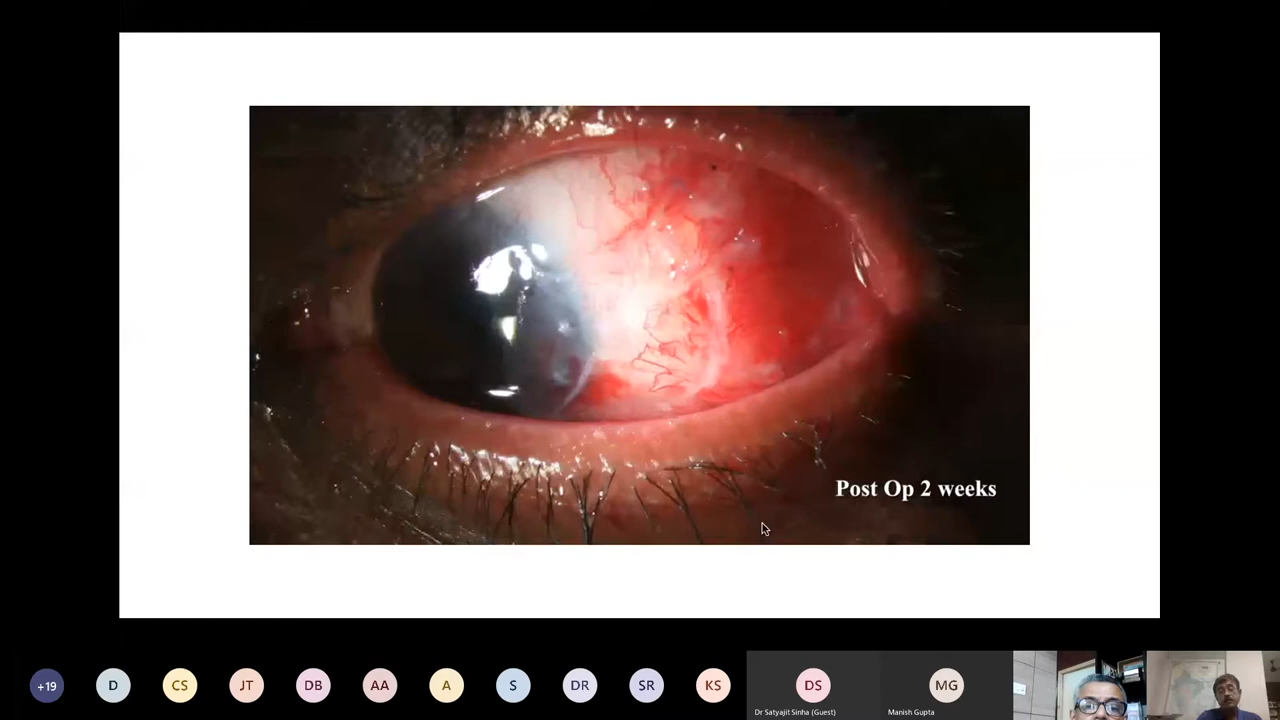 Post Op 2 weeks
+19
D
CS
JT
DB
AA
A
S
DR
SR
KS
DS
MG
Dr Satyajit Sinha (Guest)
Manish Gupta